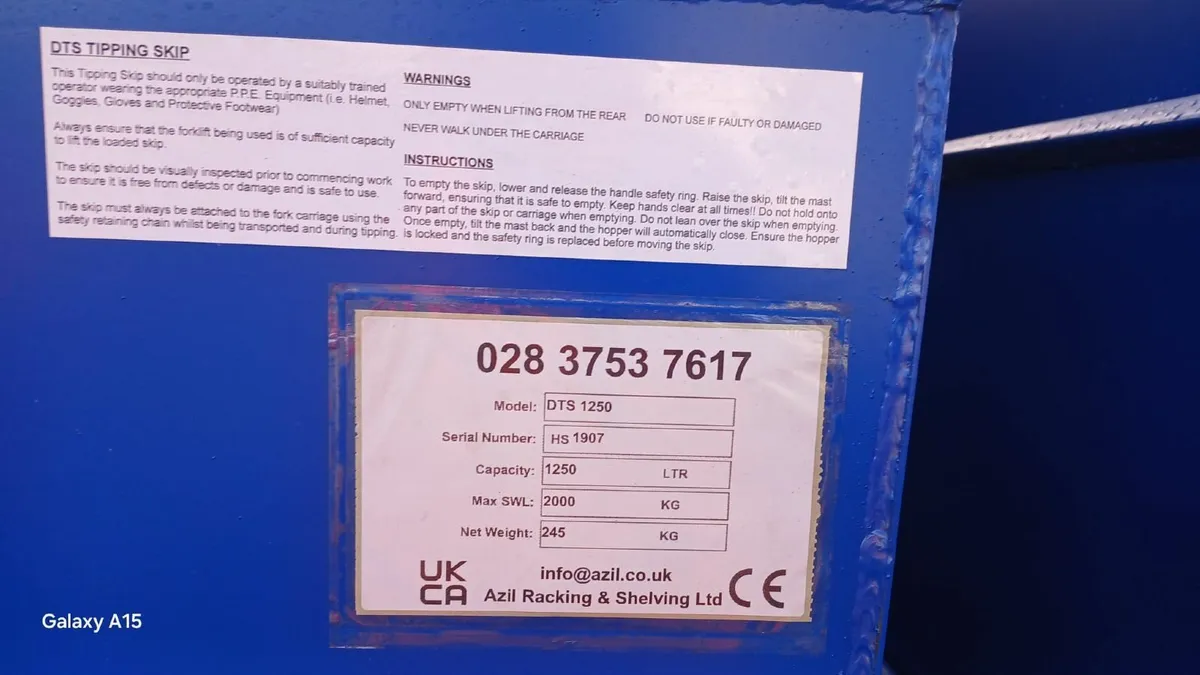 DTS TIPPING SKIP
This Tipping Skip should only be operated by a suitably trained
operator wearing the appropriate P.P.E. Equipment (i.e. Helmet,
Goggles, Gloves and Protective Footwear)
Always ensure that the forklift being used is of sufficient capacity
to lift the loaded skip.
The skip should be visually inspected prior to commencing work
to ensure it is free from defects or damage and is safe to use.
The skip must always be attached to the fork carriage using the
safety retaining chain whilst being transported and during tipping.
WARNINGS
ONLY EMPTY WHEN LIFTING FROM THE REAR DO NOT USE IF FAULTY OR DAMAGED
NEVER WALK UNDER THE CARRIAGE
INSTRUCTIONS
To empty the skip, lower and release the handle safety ring. Raise the skip, tilt the mast
forward, ensuring that it is safe to empty. Keep hands clear at all times!! Do not hold onto
any part of the skip or carriage when emptying. Do not lean over the skip when emptying.
Once empty, tilt the mast back and the hopper will automatically close. Ensure the hopper
is locked and the safety ring is replaced before moving the skip.
028 3753 7617
Model: DTS 1250
Serial Number: HS 1907
Capacity: 1250 LTR
Max SWL: 2000 KG
Net Weight: 245 KG
UK
CA
info@azil.co.uk
Azil Racking & Shelving Ltd
CE
Galaxy A15